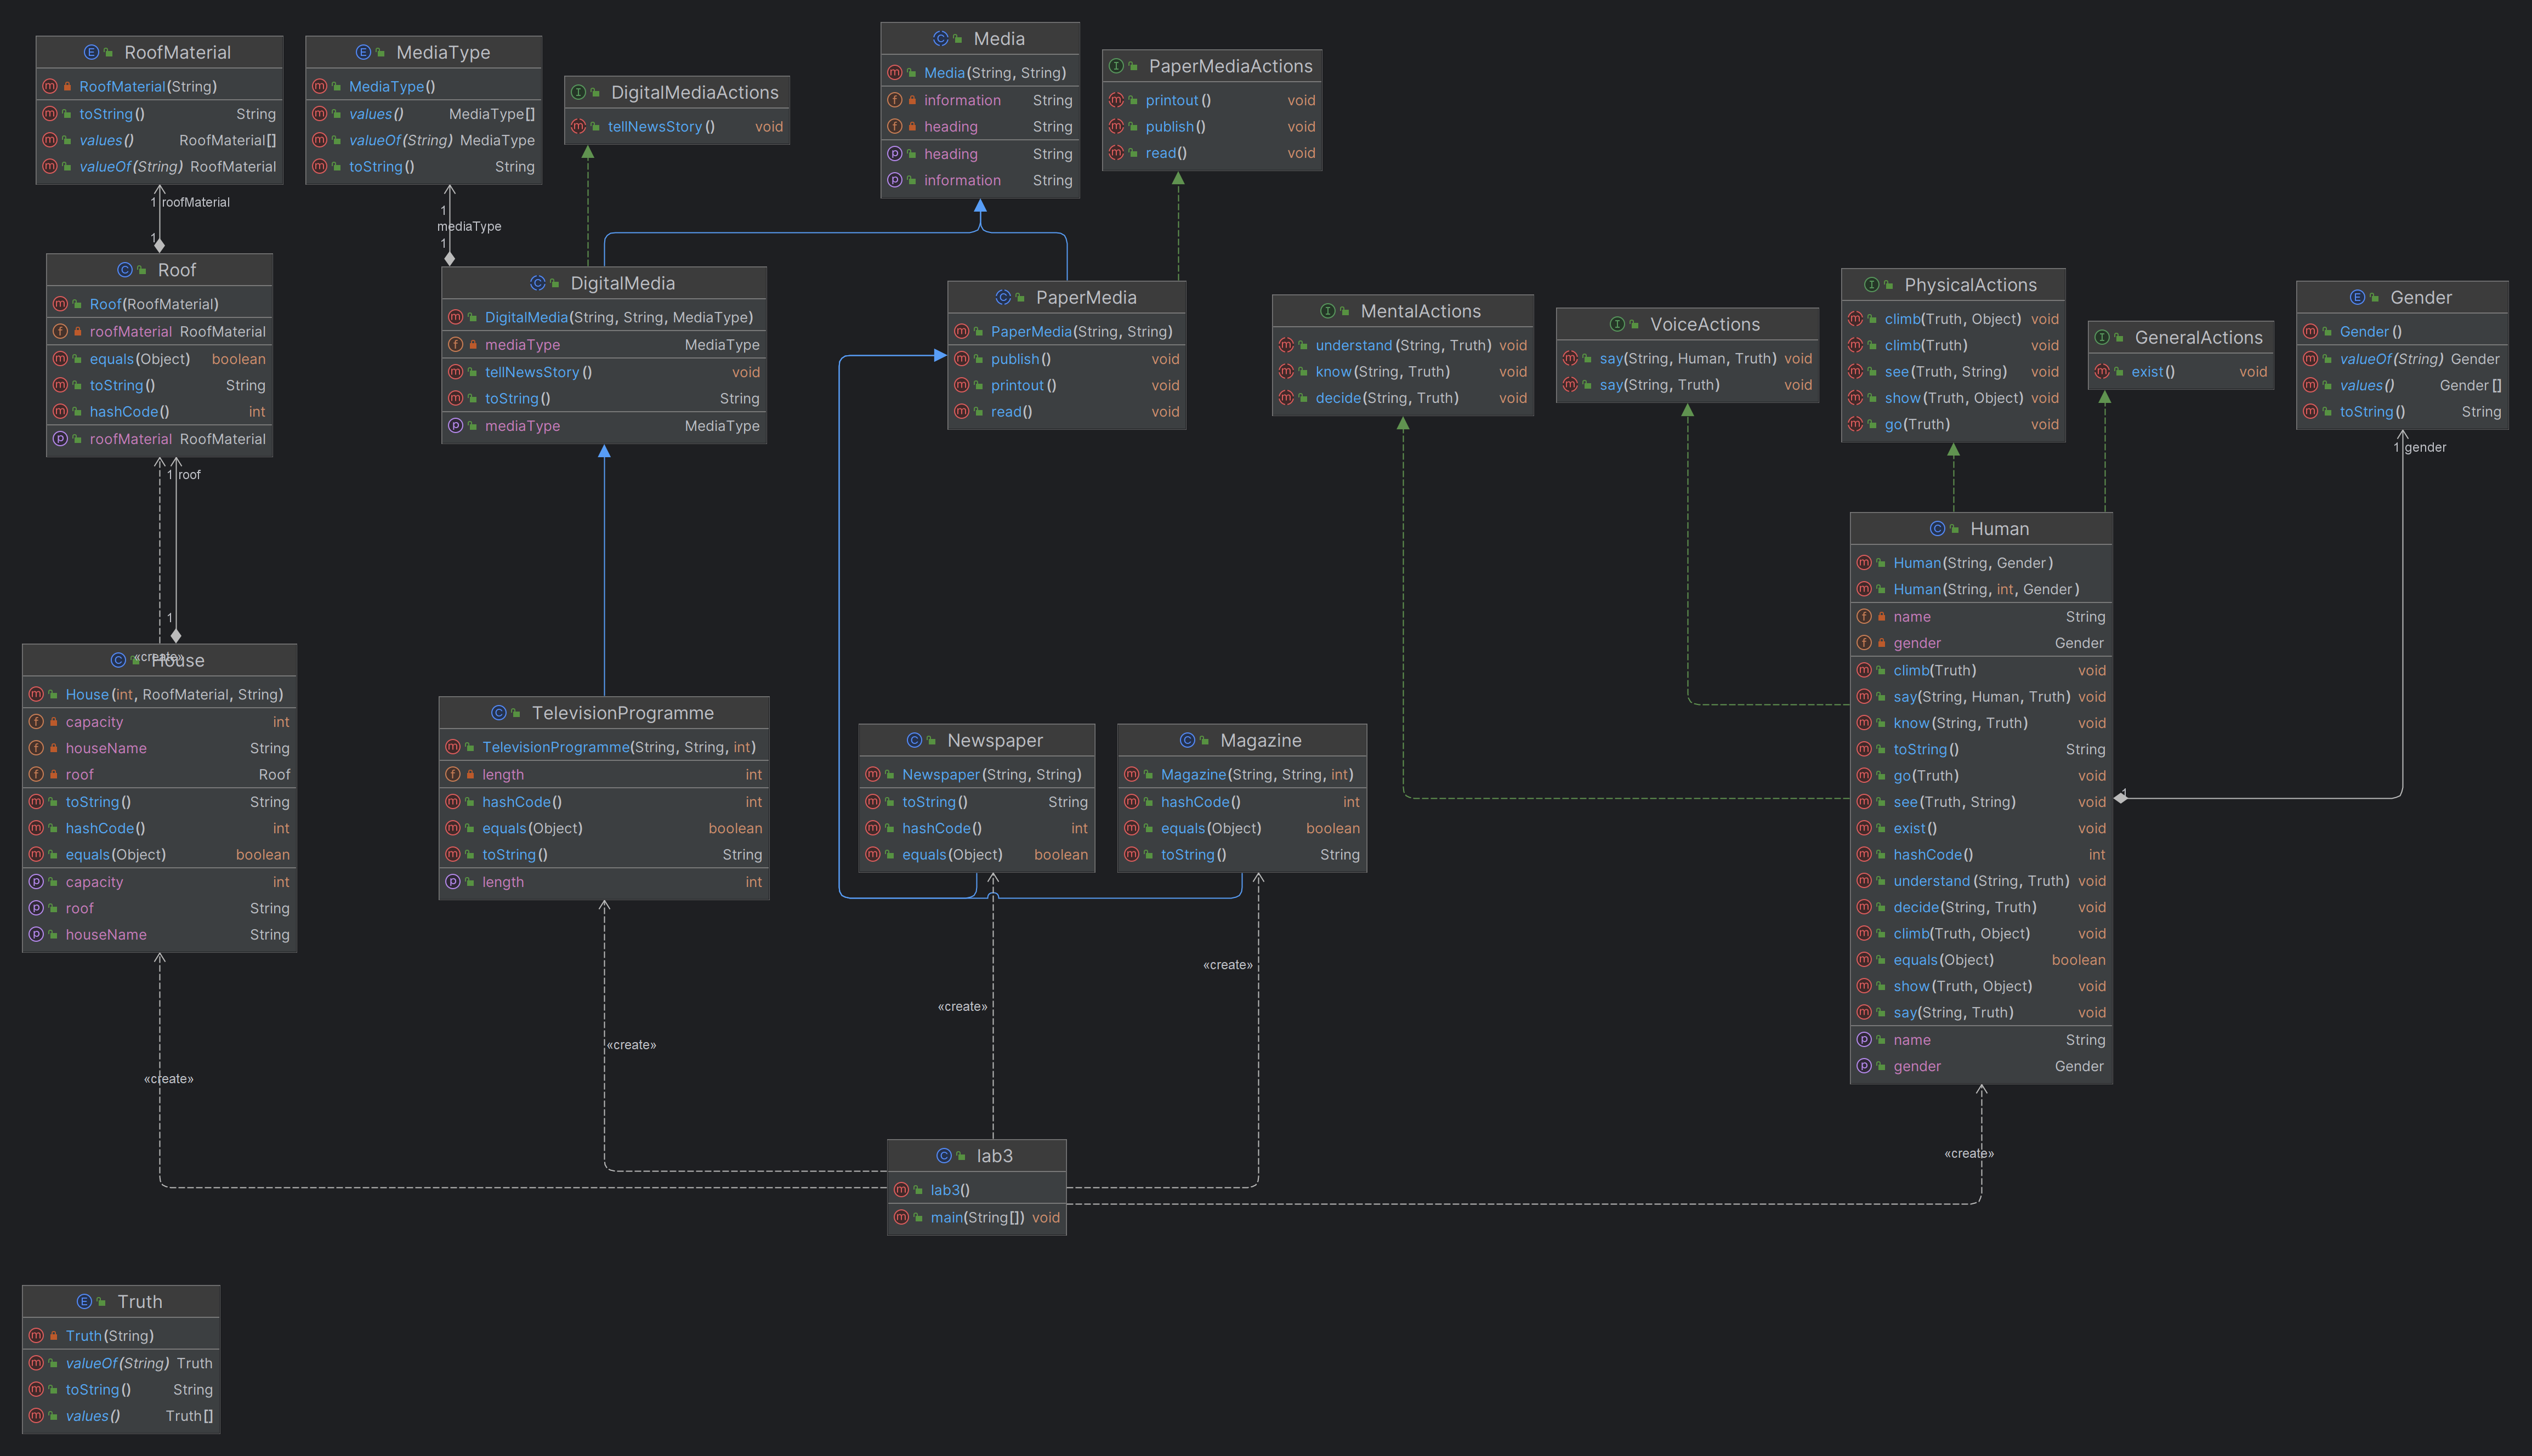 RoofMaterial
RoofMaterial(String)
toString() String
values() RoofMaterial[]
valueOf(String) RoofMaterial
MediaType
MediaType()
values() MediaType[]
valueOf(String) MediaType
toString() String
DigitalMediaActions
tellNewsStory() void
Media
Media(String, String)
information String
heading String
heading String
information String
PaperMediaActions
printout() void
publish() void
read() void
1 roofMaterial
1
1
mediaType
1
Roof
Roof(RoofMaterial)
roofMaterial RoofMaterial
equals(Object) boolean
toString() String
hashCode() int
roofMaterial RoofMaterial
DigitalMedia
DigitalMedia(String, String, MediaType)
mediaType MediaType
tellNewsStory() void
toString() String
mediaType MediaType
PaperMedia
PaperMedia(String, String)
publish() void
printout() void
read() void
MentalActions
understand(String, Truth) void
know(String, Truth) void
decide(String, Truth) void
VoiceActions
say(String, Human, Truth) void
say(String, Truth) void
PhysicalActions
climb(Truth, Object) void
climb(Truth) void
see(Truth, String) void
show(Truth, Object) void
go(Truth) void
GeneralActions
exist() void
Gender
Gender()
valueOf(String) Gender
values() Gender[]
toString() String
1 gender
1 roof
1
«create»
House
House(int, RoofMaterial, String)
capacity int
houseName String
roof Roof
toString() String
hashCode() int
equals(Object) boolean
capacity int
roof String
houseName String
TelevisionProgramme
TelevisionProgramme(String, String, int)
length int
hashCode() int
equals(Object) boolean
toString() String
length int
Newspaper
Newspaper(String, String)
toString() String
hashCode() int
equals(Object) boolean
Magazine
Magazine(String, String, int)
hashCode() int
equals(Object) boolean
toString() String
Human
Human(String, Gender)
Human(String, int, Gender)
name String
gender Gender
climb(Truth) void
say(String, Human, Truth) void
know(String, Truth) void
toString() String
go(Truth) void
see(Truth, String) void
exist() void
hashCode() int
understand(String, Truth) void
decide(String, Truth) void
climb(Truth, Object) void
equals(Object) boolean
show(Truth, Object) void
say(String, Truth) void
name String
gender Gender
1
«create»
«create»
«create»
«create»
«create»
lab3
lab3()
main(String[]) void
Truth
Truth(String)
valueOf(String) Truth
toString() String
values() Truth[]